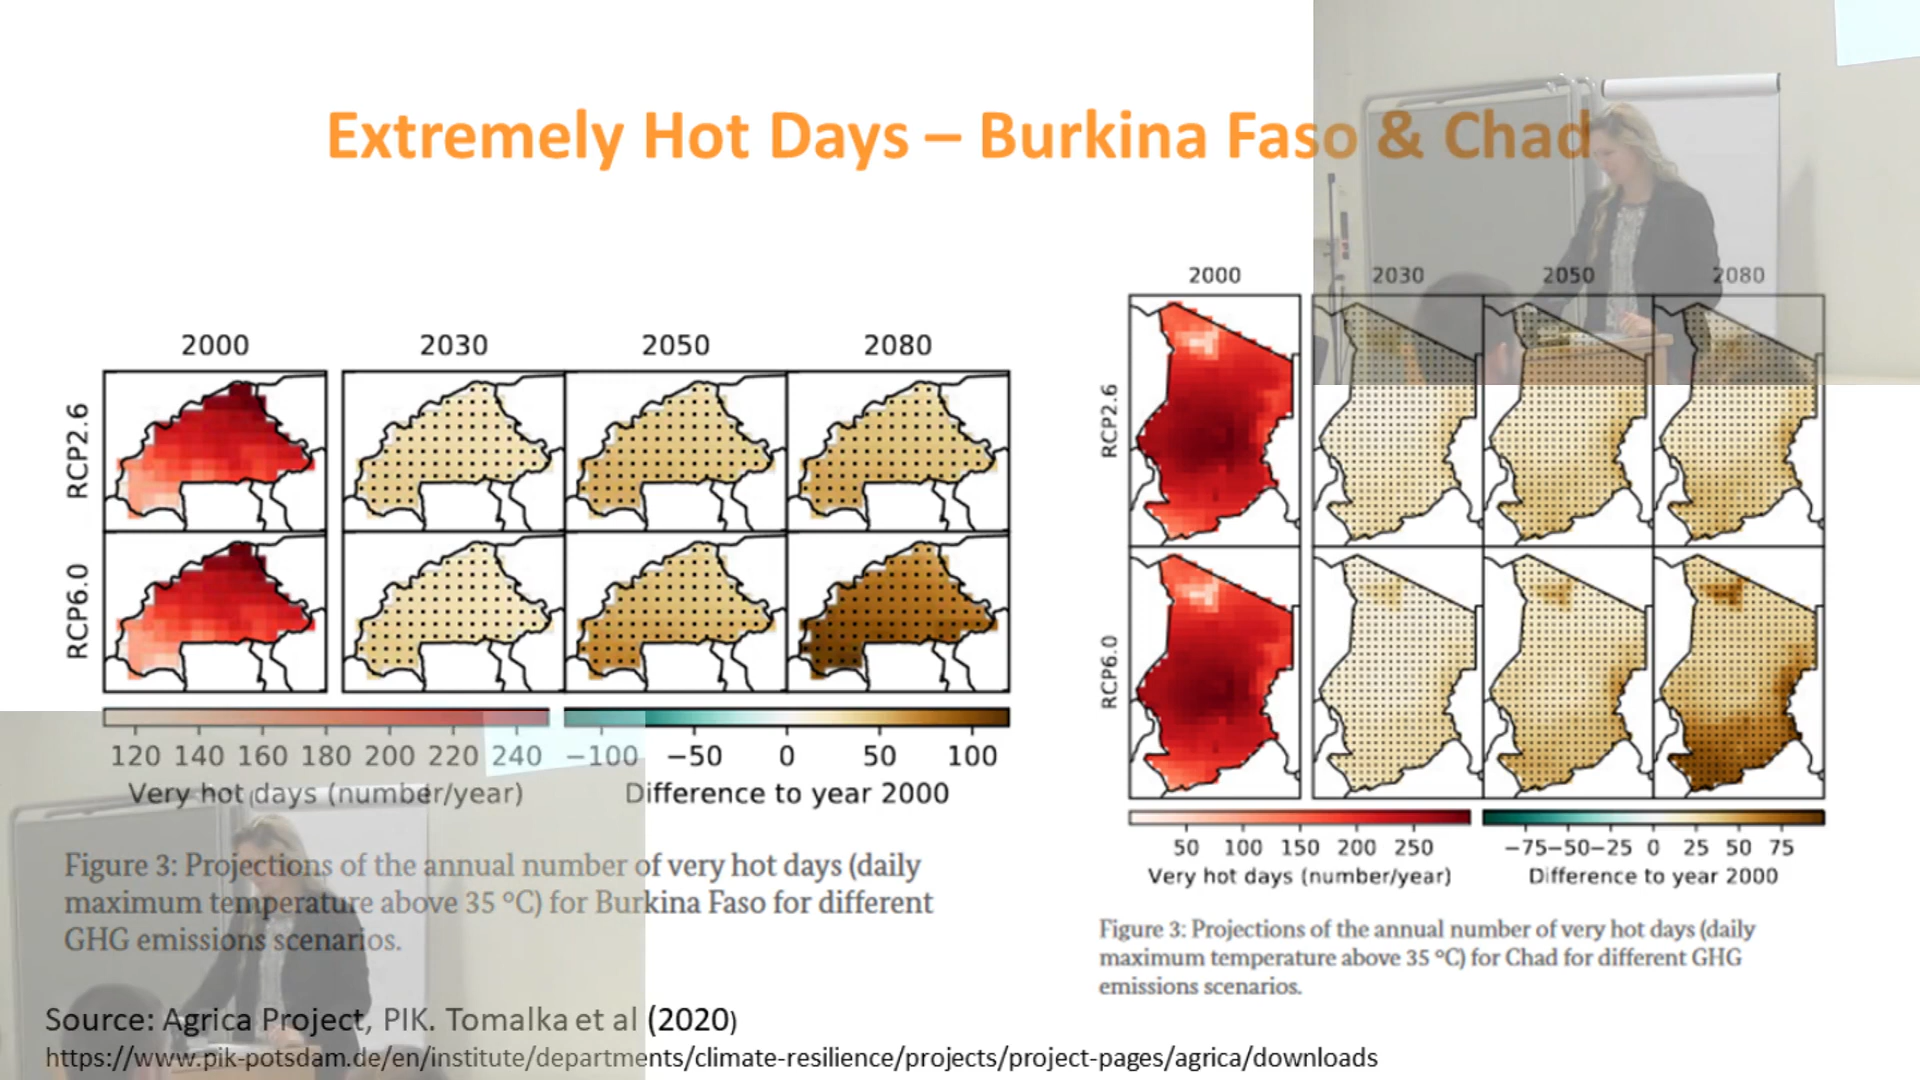 Extremely Hot Days – Burkina Faso & Chad
2000 2030 2050 2080
RCP2.6
RCP6.0
120 140 160 180 200 220 240
Very hot days (number/year)
−100 −50 0 50 100
Difference to year 2000
Figure 3: Projections of the annual number of very hot days (daily
maximum temperature above 35 °C) for Burkina Faso for different
GHG emissions scenarios.
2000 2030 2050 2080
RCP2.6
RCP6.0
50 100 150 200 250
Very hot days (number/year)
−75−50−25 0 25 50 75
Difference to year 2000
Figure 3: Projections of the annual number of very hot days (daily
maximum temperature above 35 °C) for Chad for different GHG
emissions scenarios.
Source: Agrica Project, PIK. Tomalka et al (2020)
https://www.pik-potsdam.de/en/institute/departments/climate-resilience/projects/project-pages/agrica/downloads